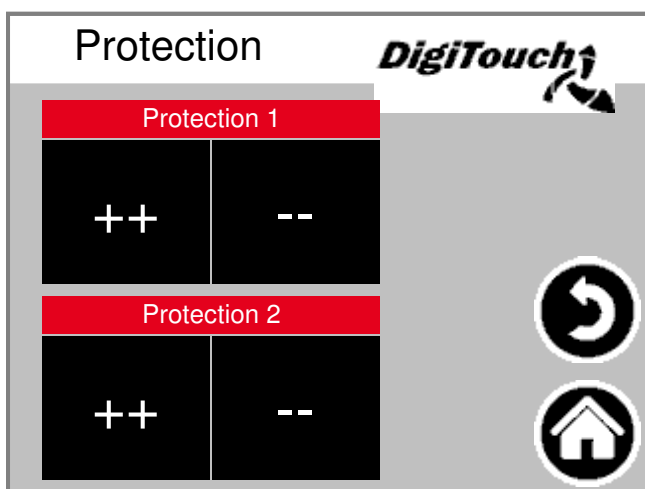 Protection
DigiTouch
Protection 1
++ --
Protection 2
++ --